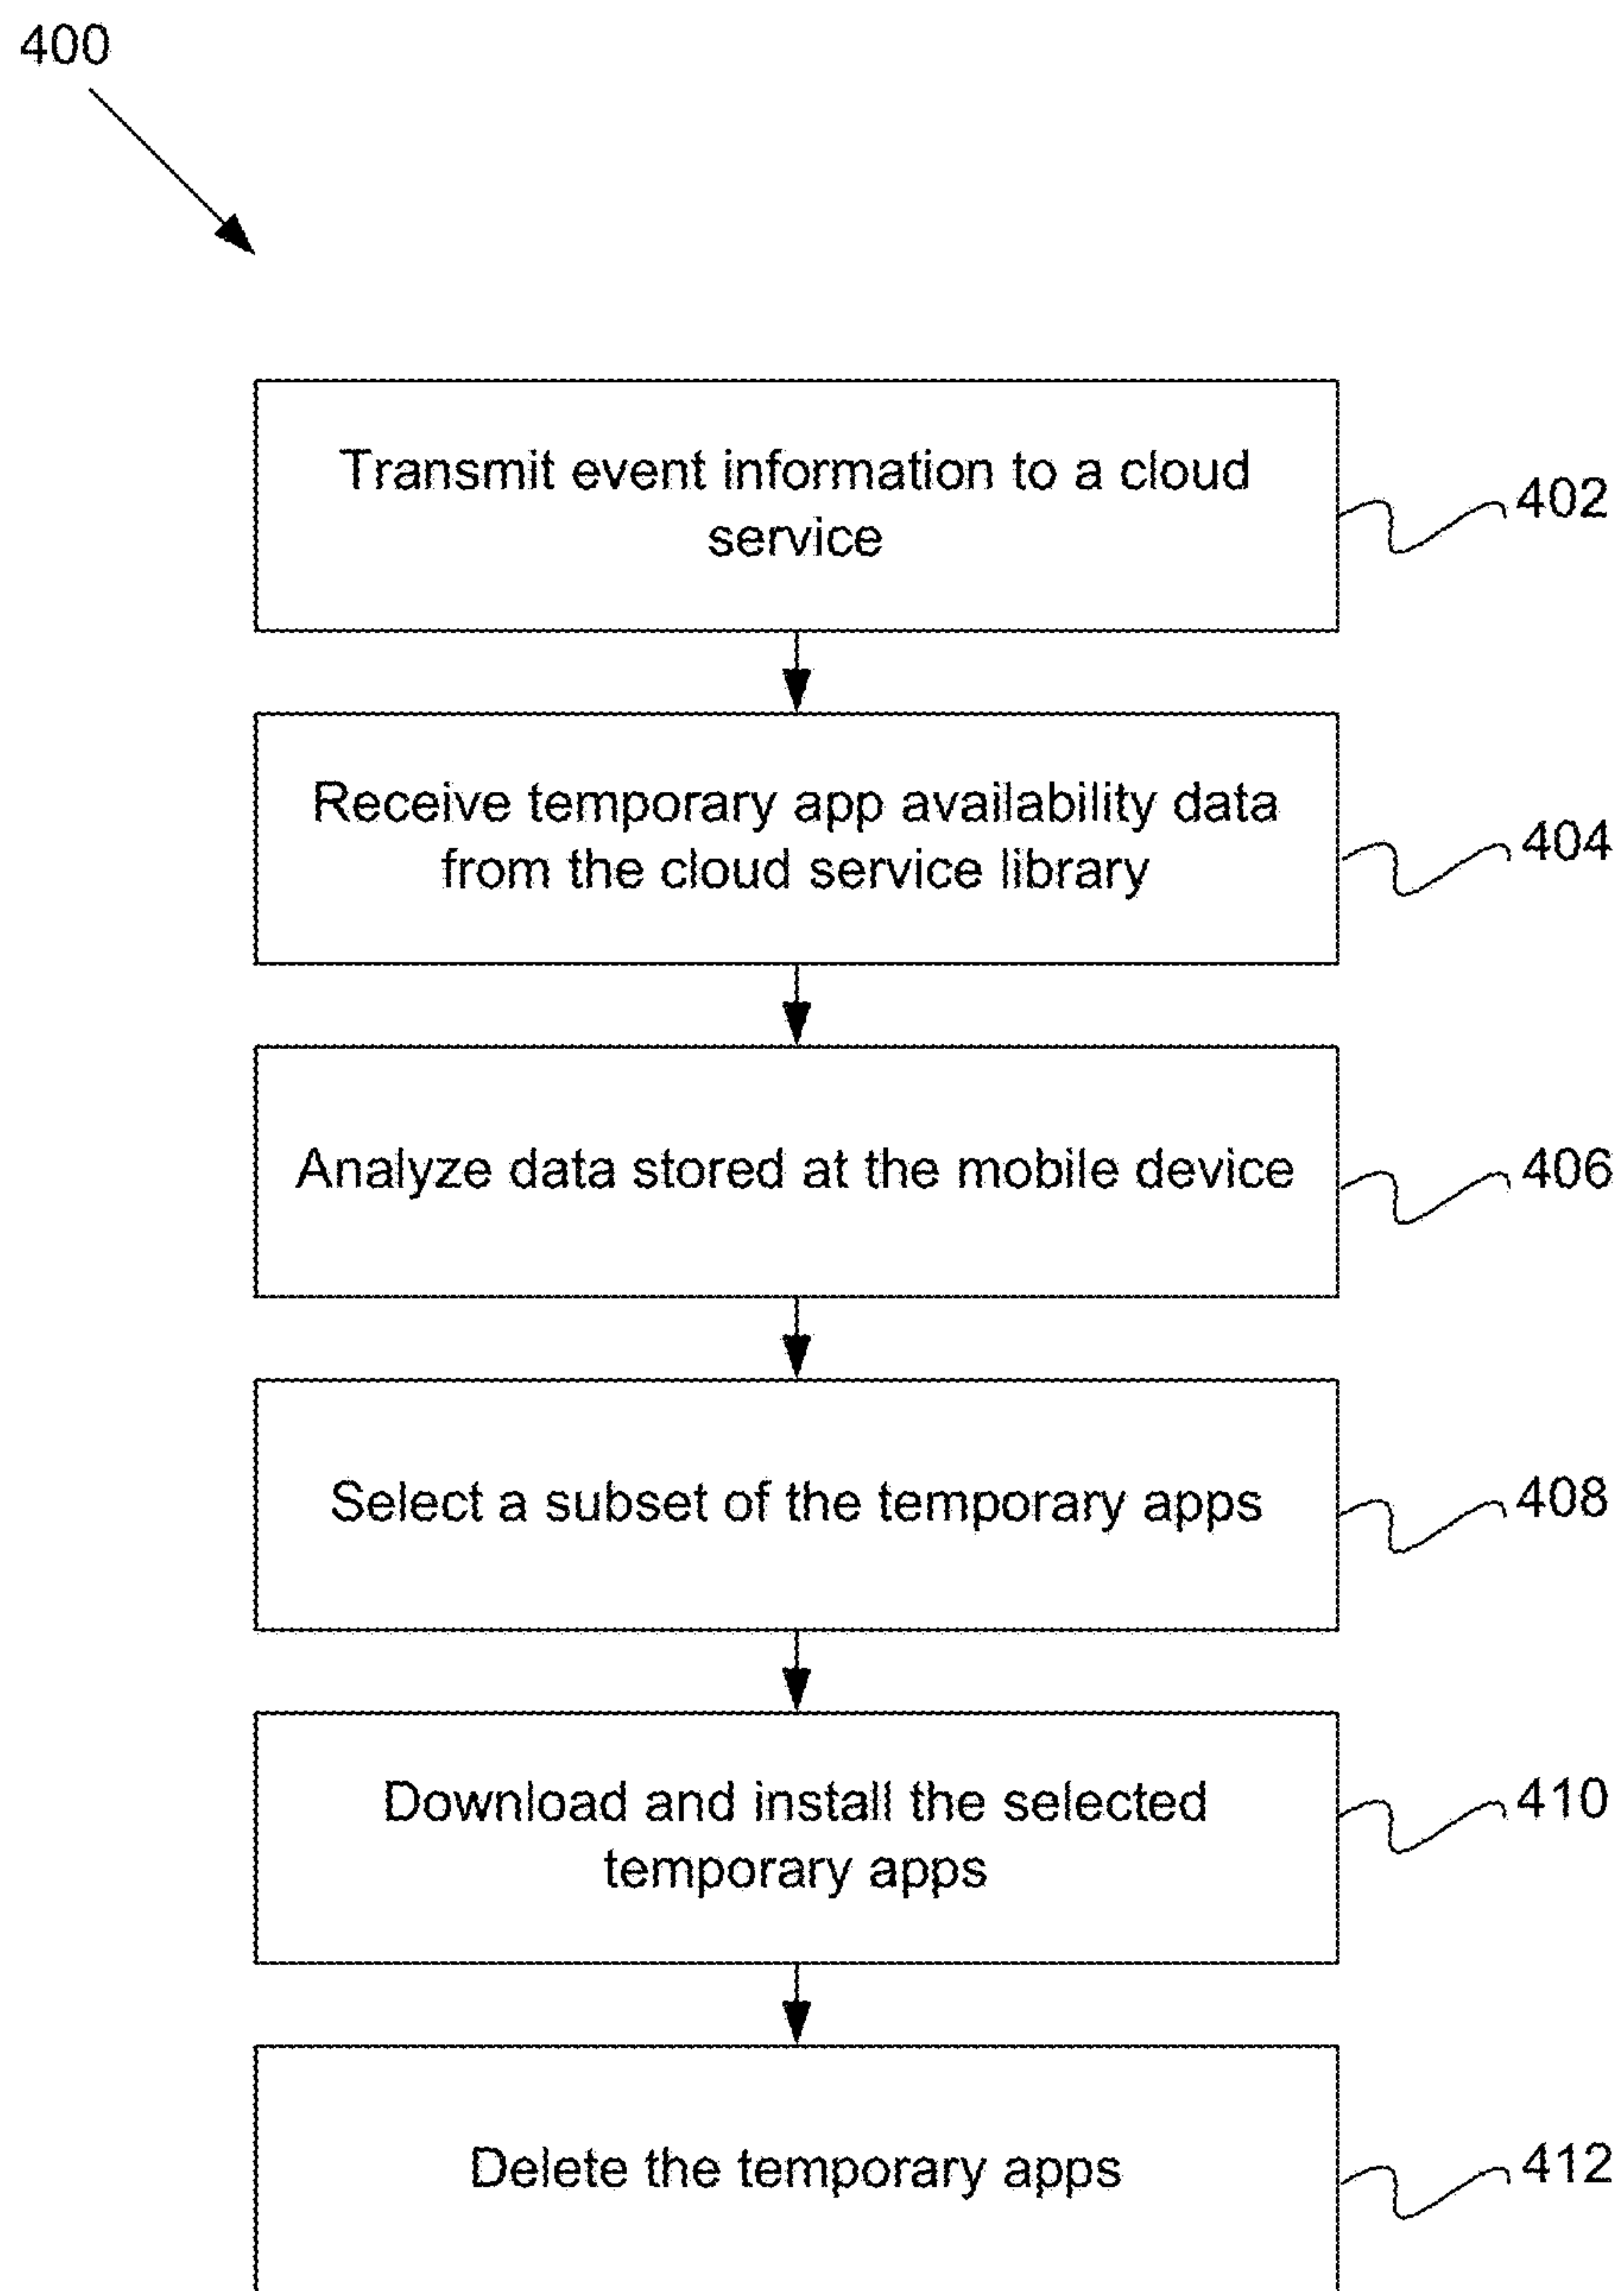 400
Transmit event information to a cloud
service
402
Receive temporary app availability data
from the cloud service library
404
Analyze data stored at the mobile device
406
Select a subset of the temporary apps
408
Download and install the selected
temporary apps
410
Delete the temporary apps
412